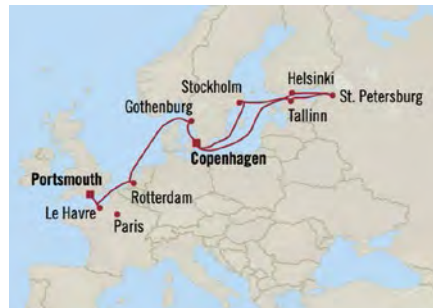 Helsinki
Stockholm
St. Petersburg
Gothenburg
Tallinn
Copenhagen
Portsmouth
Rotterdam
Le Havre
Paris